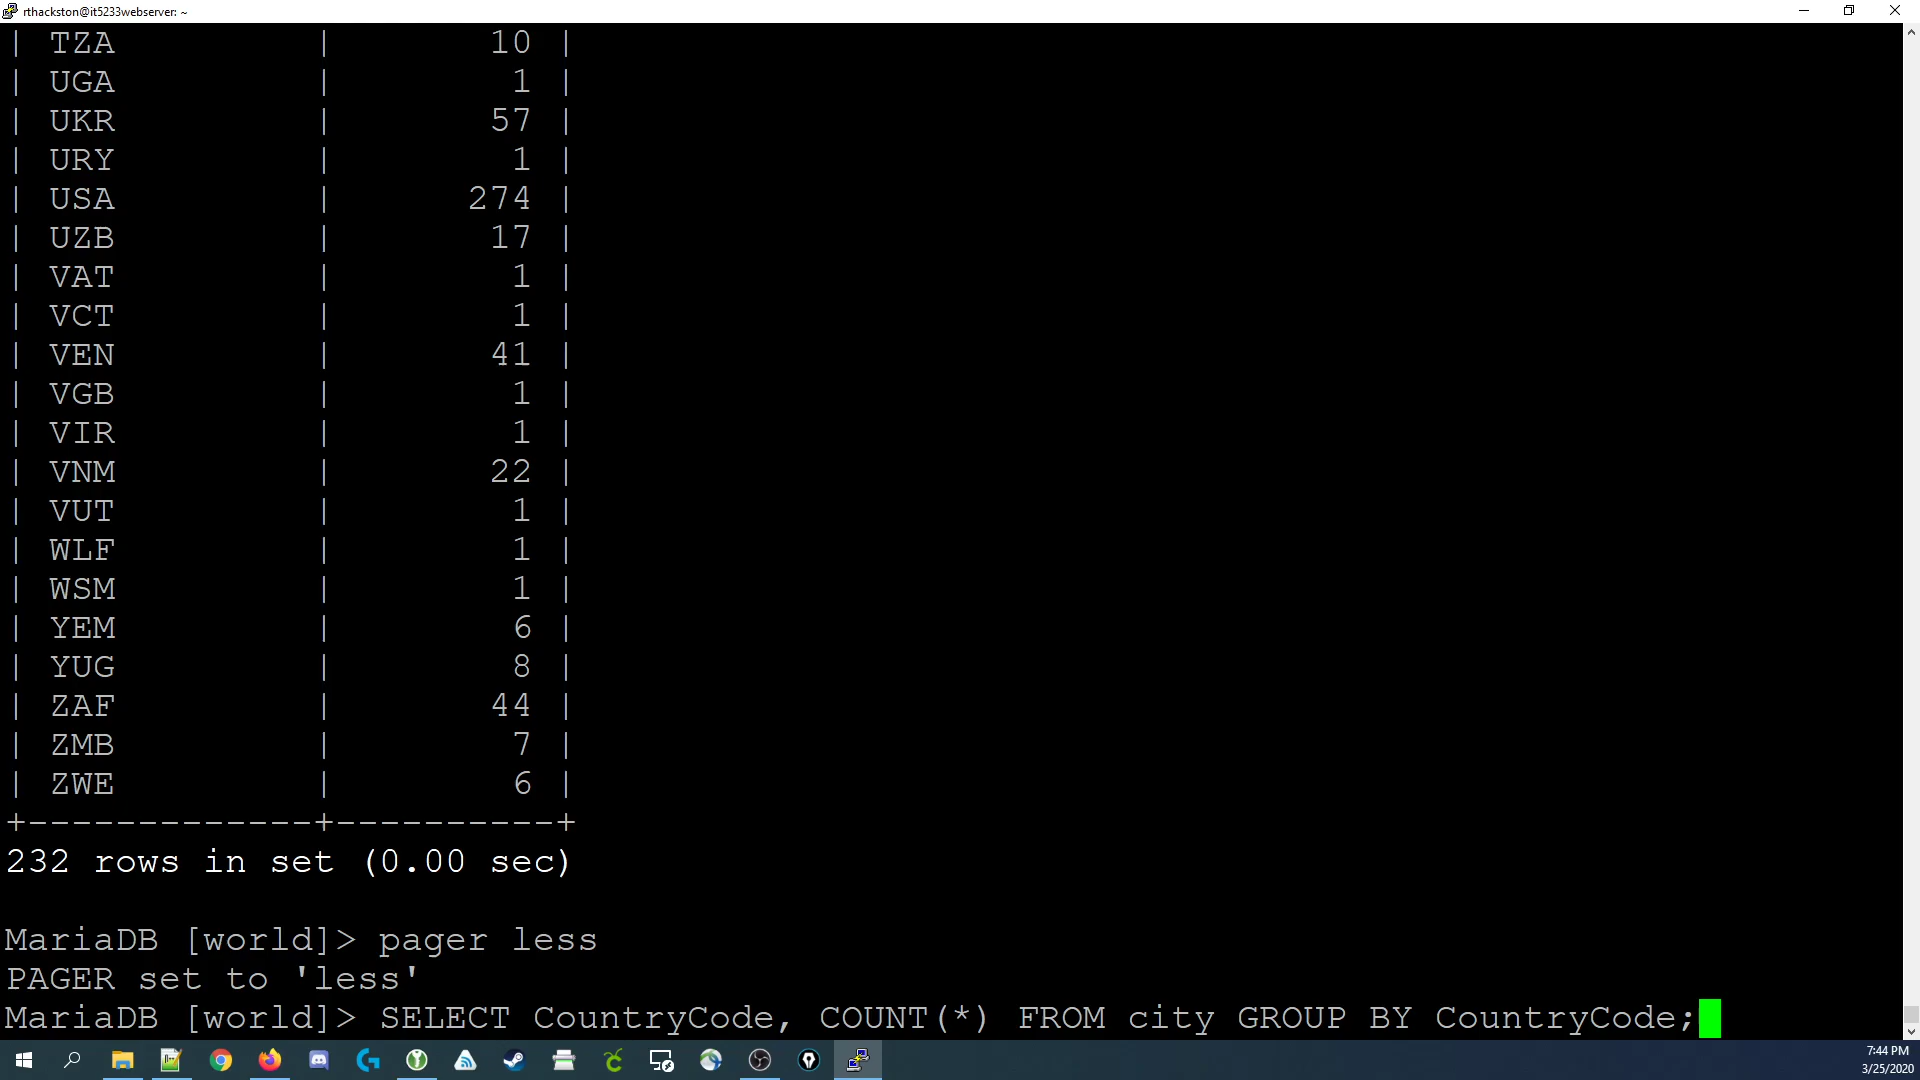 rthackston@it5233webserver: ~
| TZA | 10 |
| UGA | 1 |
| UKR | 57 |
| URY | 1 |
| USA | 274 |
| UZB | 17 |
| VAT | 1 |
| VCT | 1 |
| VEN | 41 |
| VGB | 1 |
| VIR | 1 |
| VNM | 22 |
| VUT | 1 |
| WLF | 1 |
| WSM | 1 |
| YEM | 6 |
| YUG | 8 |
| ZAF | 44 |
| ZMB | 7 |
| ZWE | 6 |
+-------------+----------+
232 rows in set (0.00 sec)
MariaDB [world]> pager less
PAGER set to 'less'
MariaDB [world]> SELECT CountryCode, COUNT(*) FROM city GROUP BY CountryCode;
7:44 PM
3/25/2020